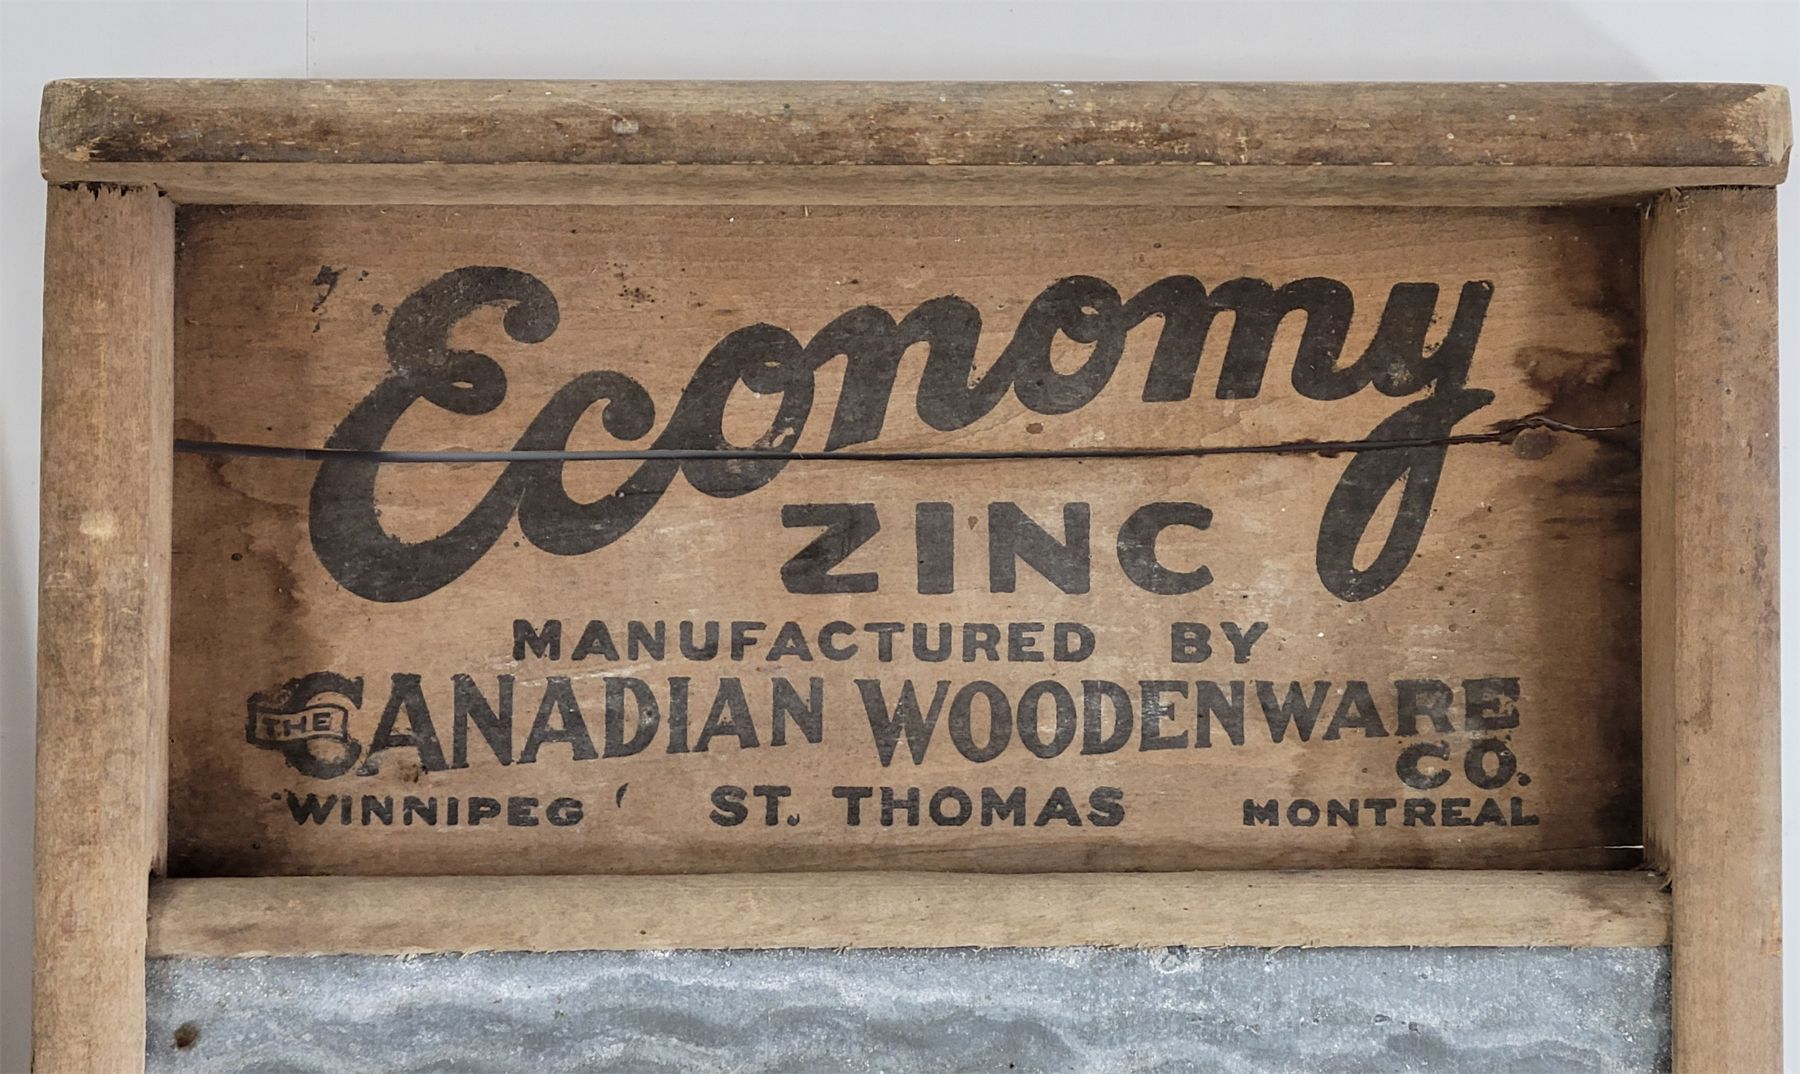 Economy
ZINC
MANUFACTURED BY
THE CANADIAN WOODENWARE
CO.
WINNIPEG ST. THOMAS MONTREAL